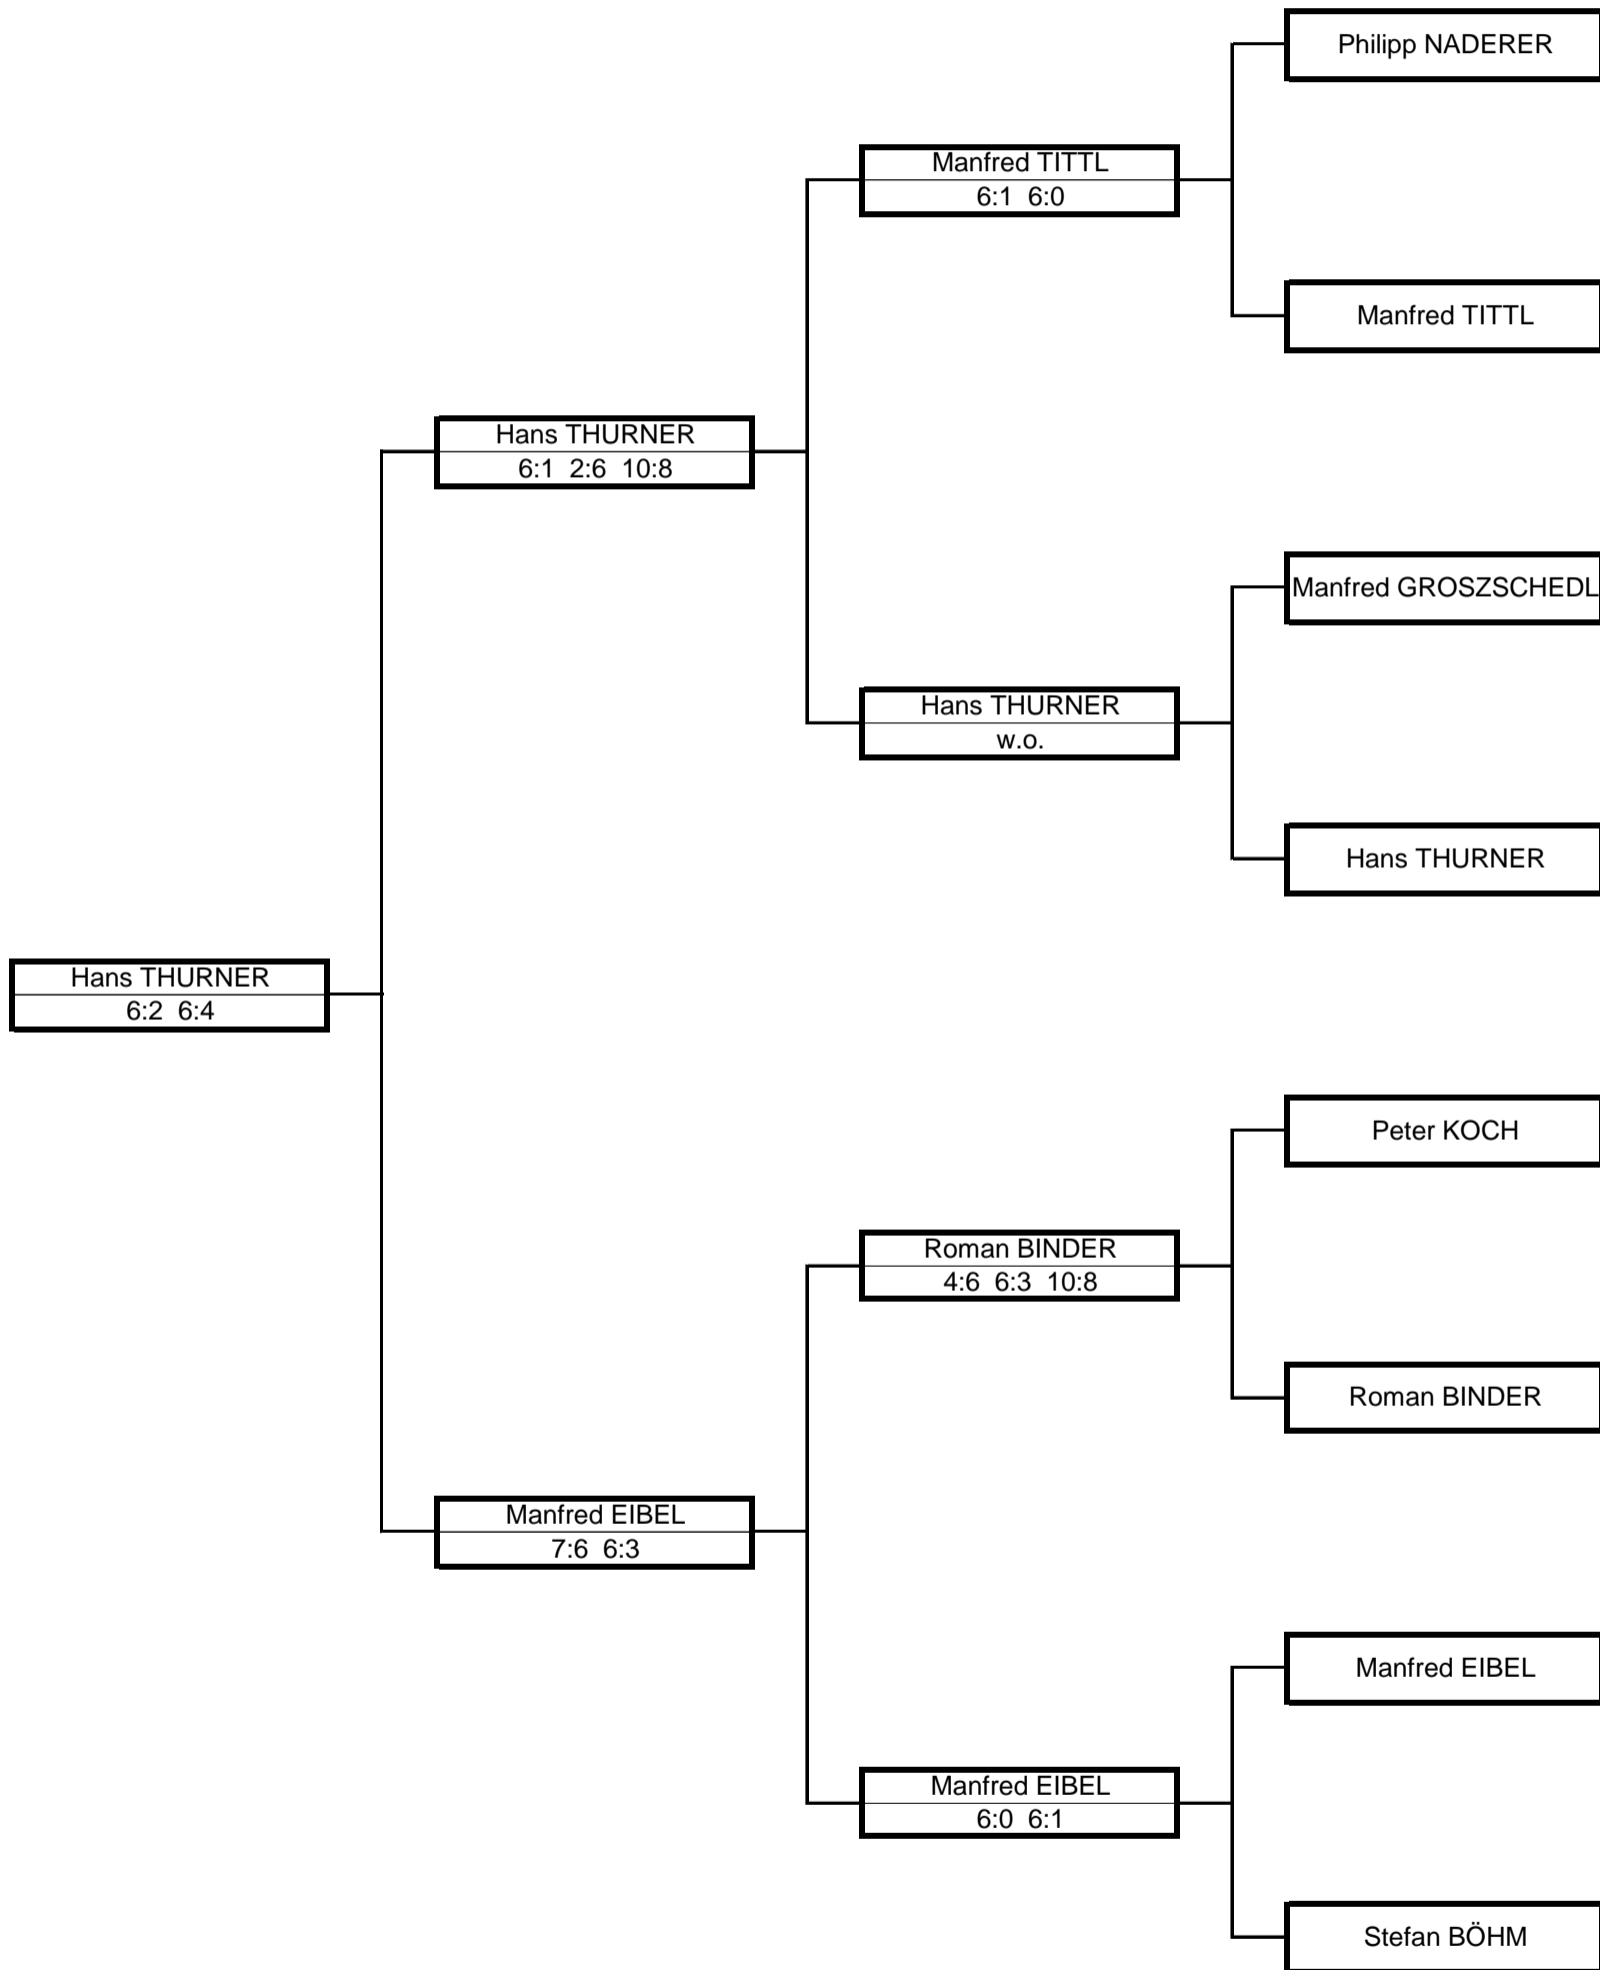 Philipp NADERER
Manfred TITTL
6:1 6:0
Manfred TITTL
Hans THURNER
6:1 2:6 10:8
Manfred GROSZSCHEDL
Hans THURNER
w.o.
Hans THURNER
Hans THURNER
6:2 6:4
Peter KOCH
Roman BINDER
4:6 6:3 10:8
Roman BINDER
Manfred EIBEL
7:6 6:3
Manfred EIBEL
Manfred EIBEL
6:0 6:1
Stefan BÖHM